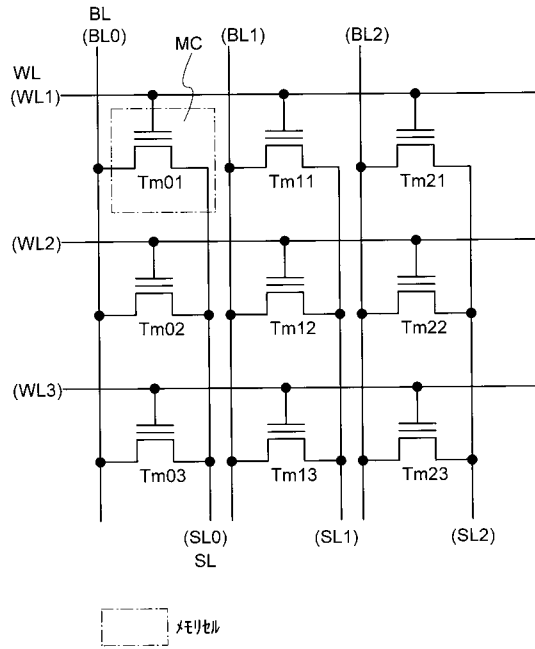 BL
(BL0)
MC
(BL1)
(BL2)
WL
(WL1)
Tm01
Tm11
Tm21
(WL2)
Tm02
Tm12
Tm22
(WL3)
Tm03
Tm13
Tm23
(SL0)
SL
(SL1)
(SL2)
メモリセル